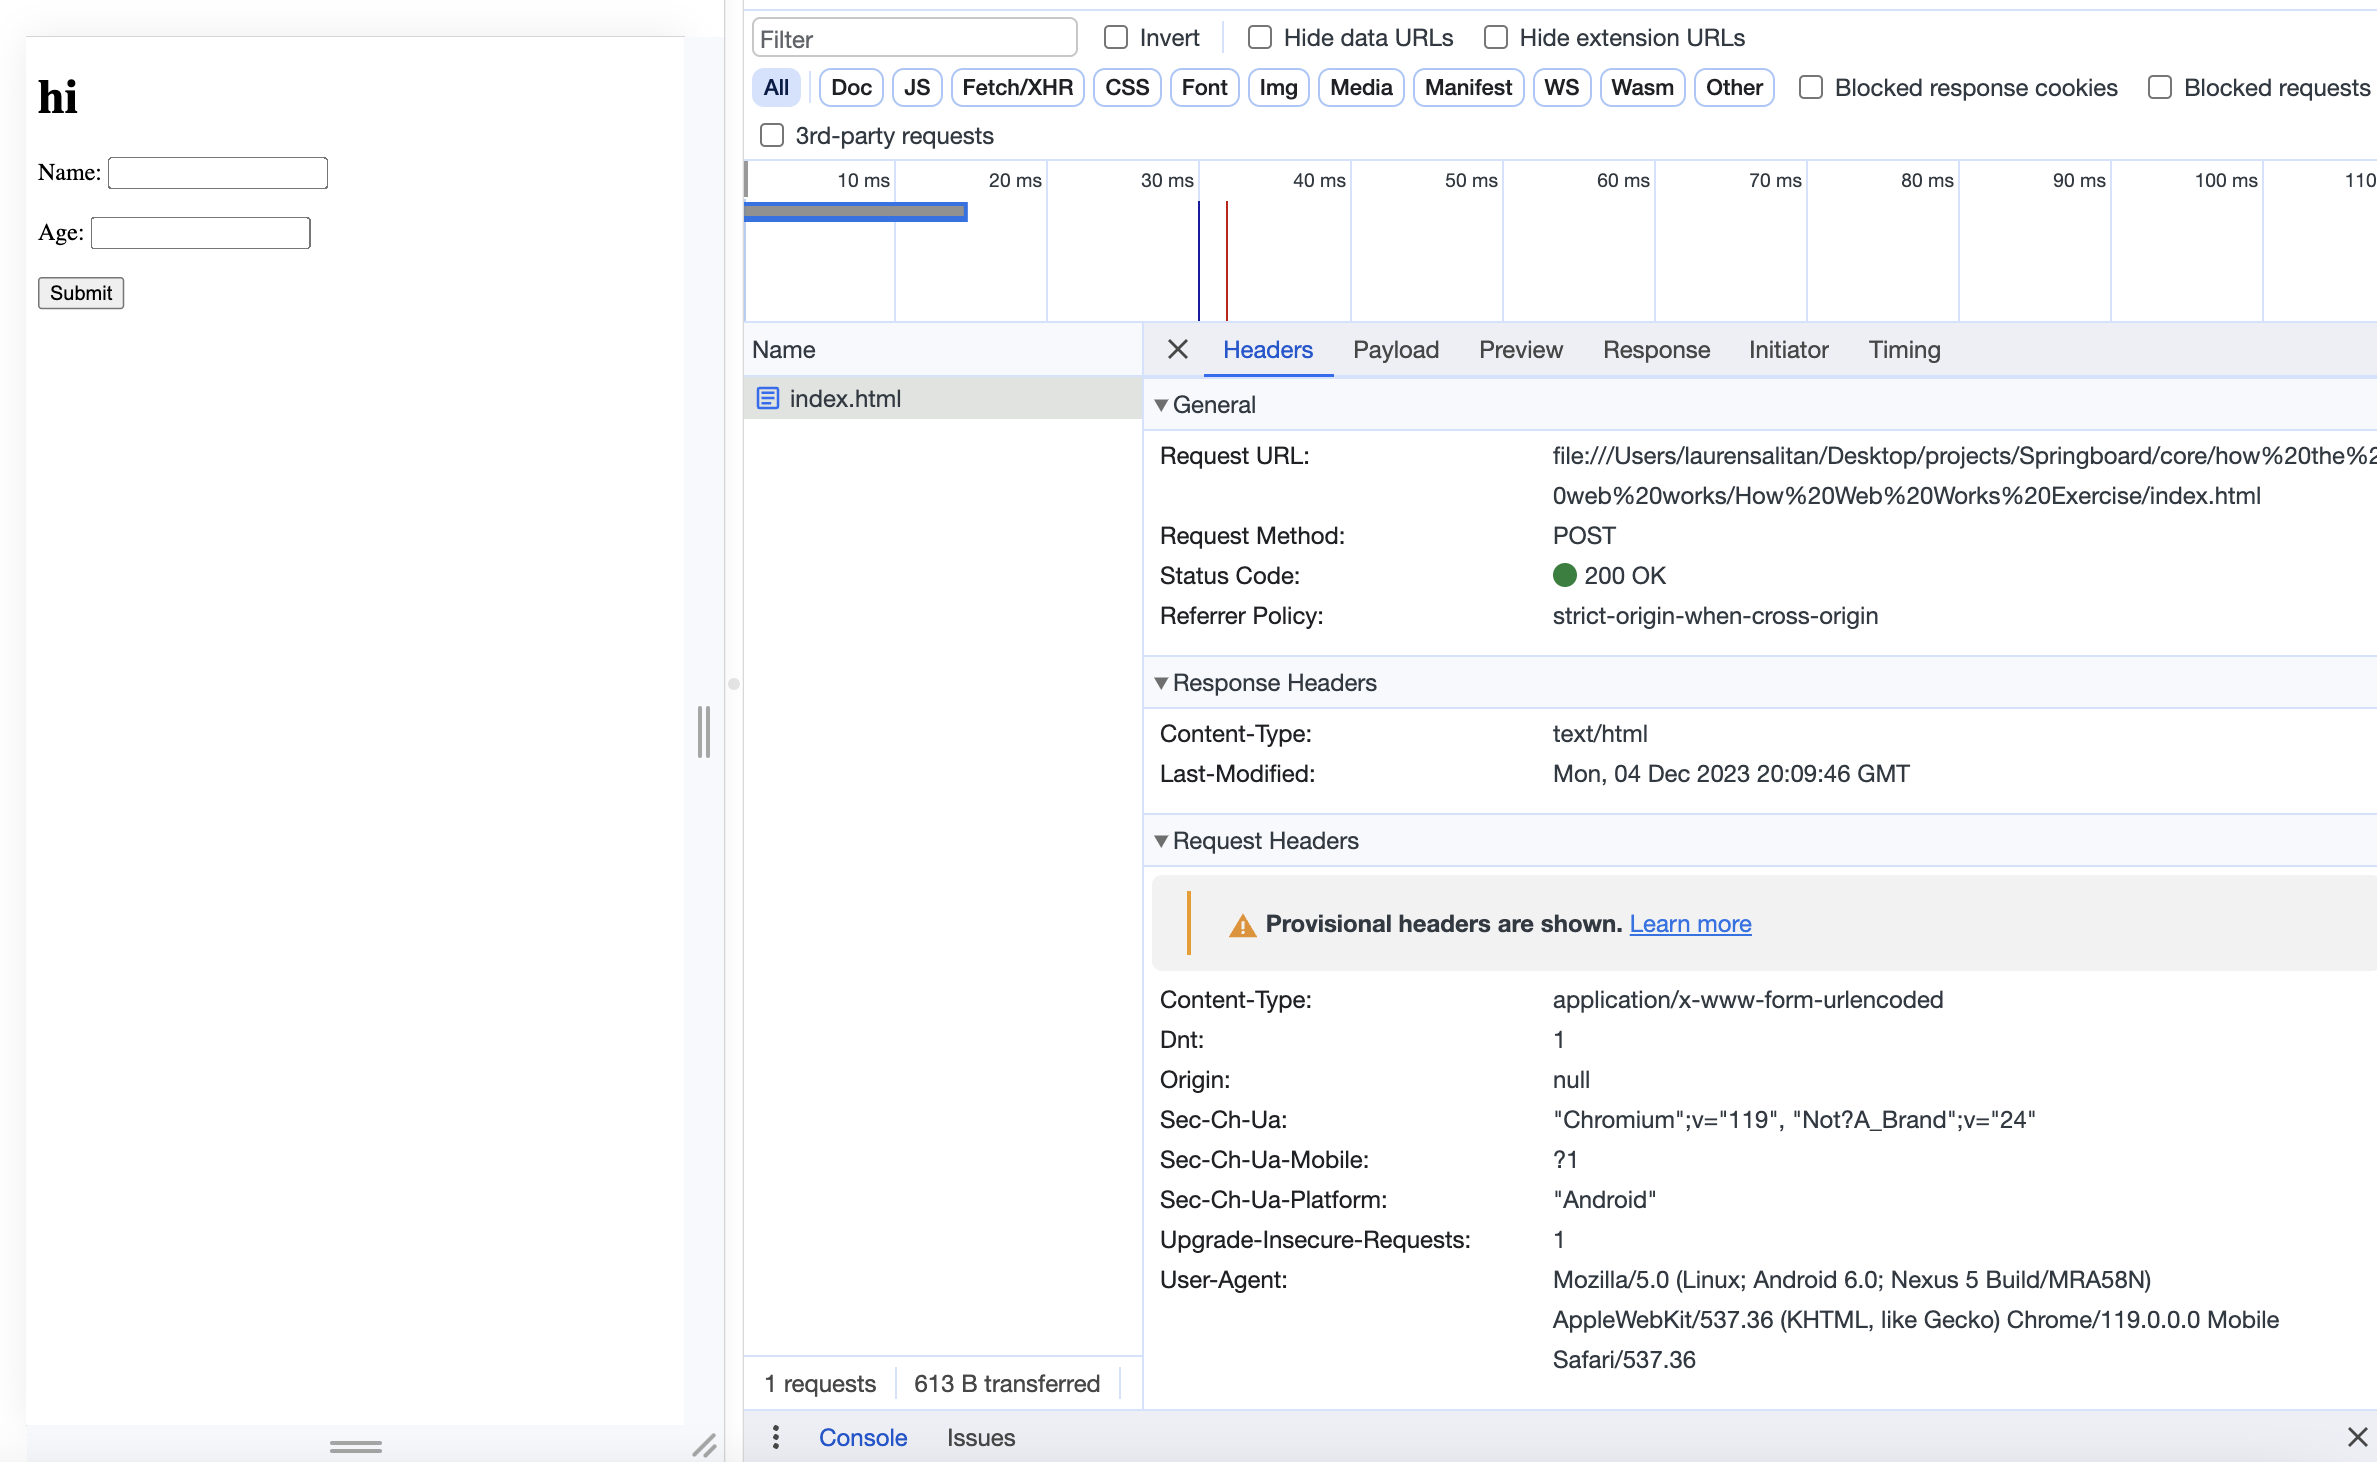 hi
Name:
Age:
Submit
Filter
Invert
Hide data URLs
Hide extension URLs
All
Doc
JS
Fetch/XHR
CSS
Font
Img
Media
Manifest
WS
Wasm
Other
Blocked response cookies
Blocked requests
3rd-party requests
10 ms
20 ms
30 ms
40 ms
50 ms
60 ms
70 ms
80 ms
90 ms
100 ms
110
Name
Headers
Payload
Preview
Response
Initiator
Timing
index.html
General
Request URL: file:///Users/laurensalitan/Desktop/projects/Springboard/core/how%20the%2
0web%20works/How%20Web%20Works%20Exercise/index.html
Request Method: POST
Status Code: 200 OK
Referrer Policy: strict-origin-when-cross-origin
Response Headers
Content-Type: text/html
Last-Modified: Mon, 04 Dec 2023 20:09:46 GMT
Request Headers
Provisional headers are shown. Learn more
Content-Type: application/x-www-form-urlencoded
Dnt: 1
Origin: null
Sec-Ch-Ua: "Chromium";v="119", "Not?A_Brand";v="24"
Sec-Ch-Ua-Mobile: ?1
Sec-Ch-Ua-Platform: "Android"
Upgrade-Insecure-Requests: 1
User-Agent: Mozilla/5.0 (Linux; Android 6.0; Nexus 5 Build/MRA58N)
AppleWebKit/537.36 (KHTML, like Gecko) Chrome/119.0.0.0 Mobile
Safari/537.36
1 requests
613 B transferred
Console
Issues